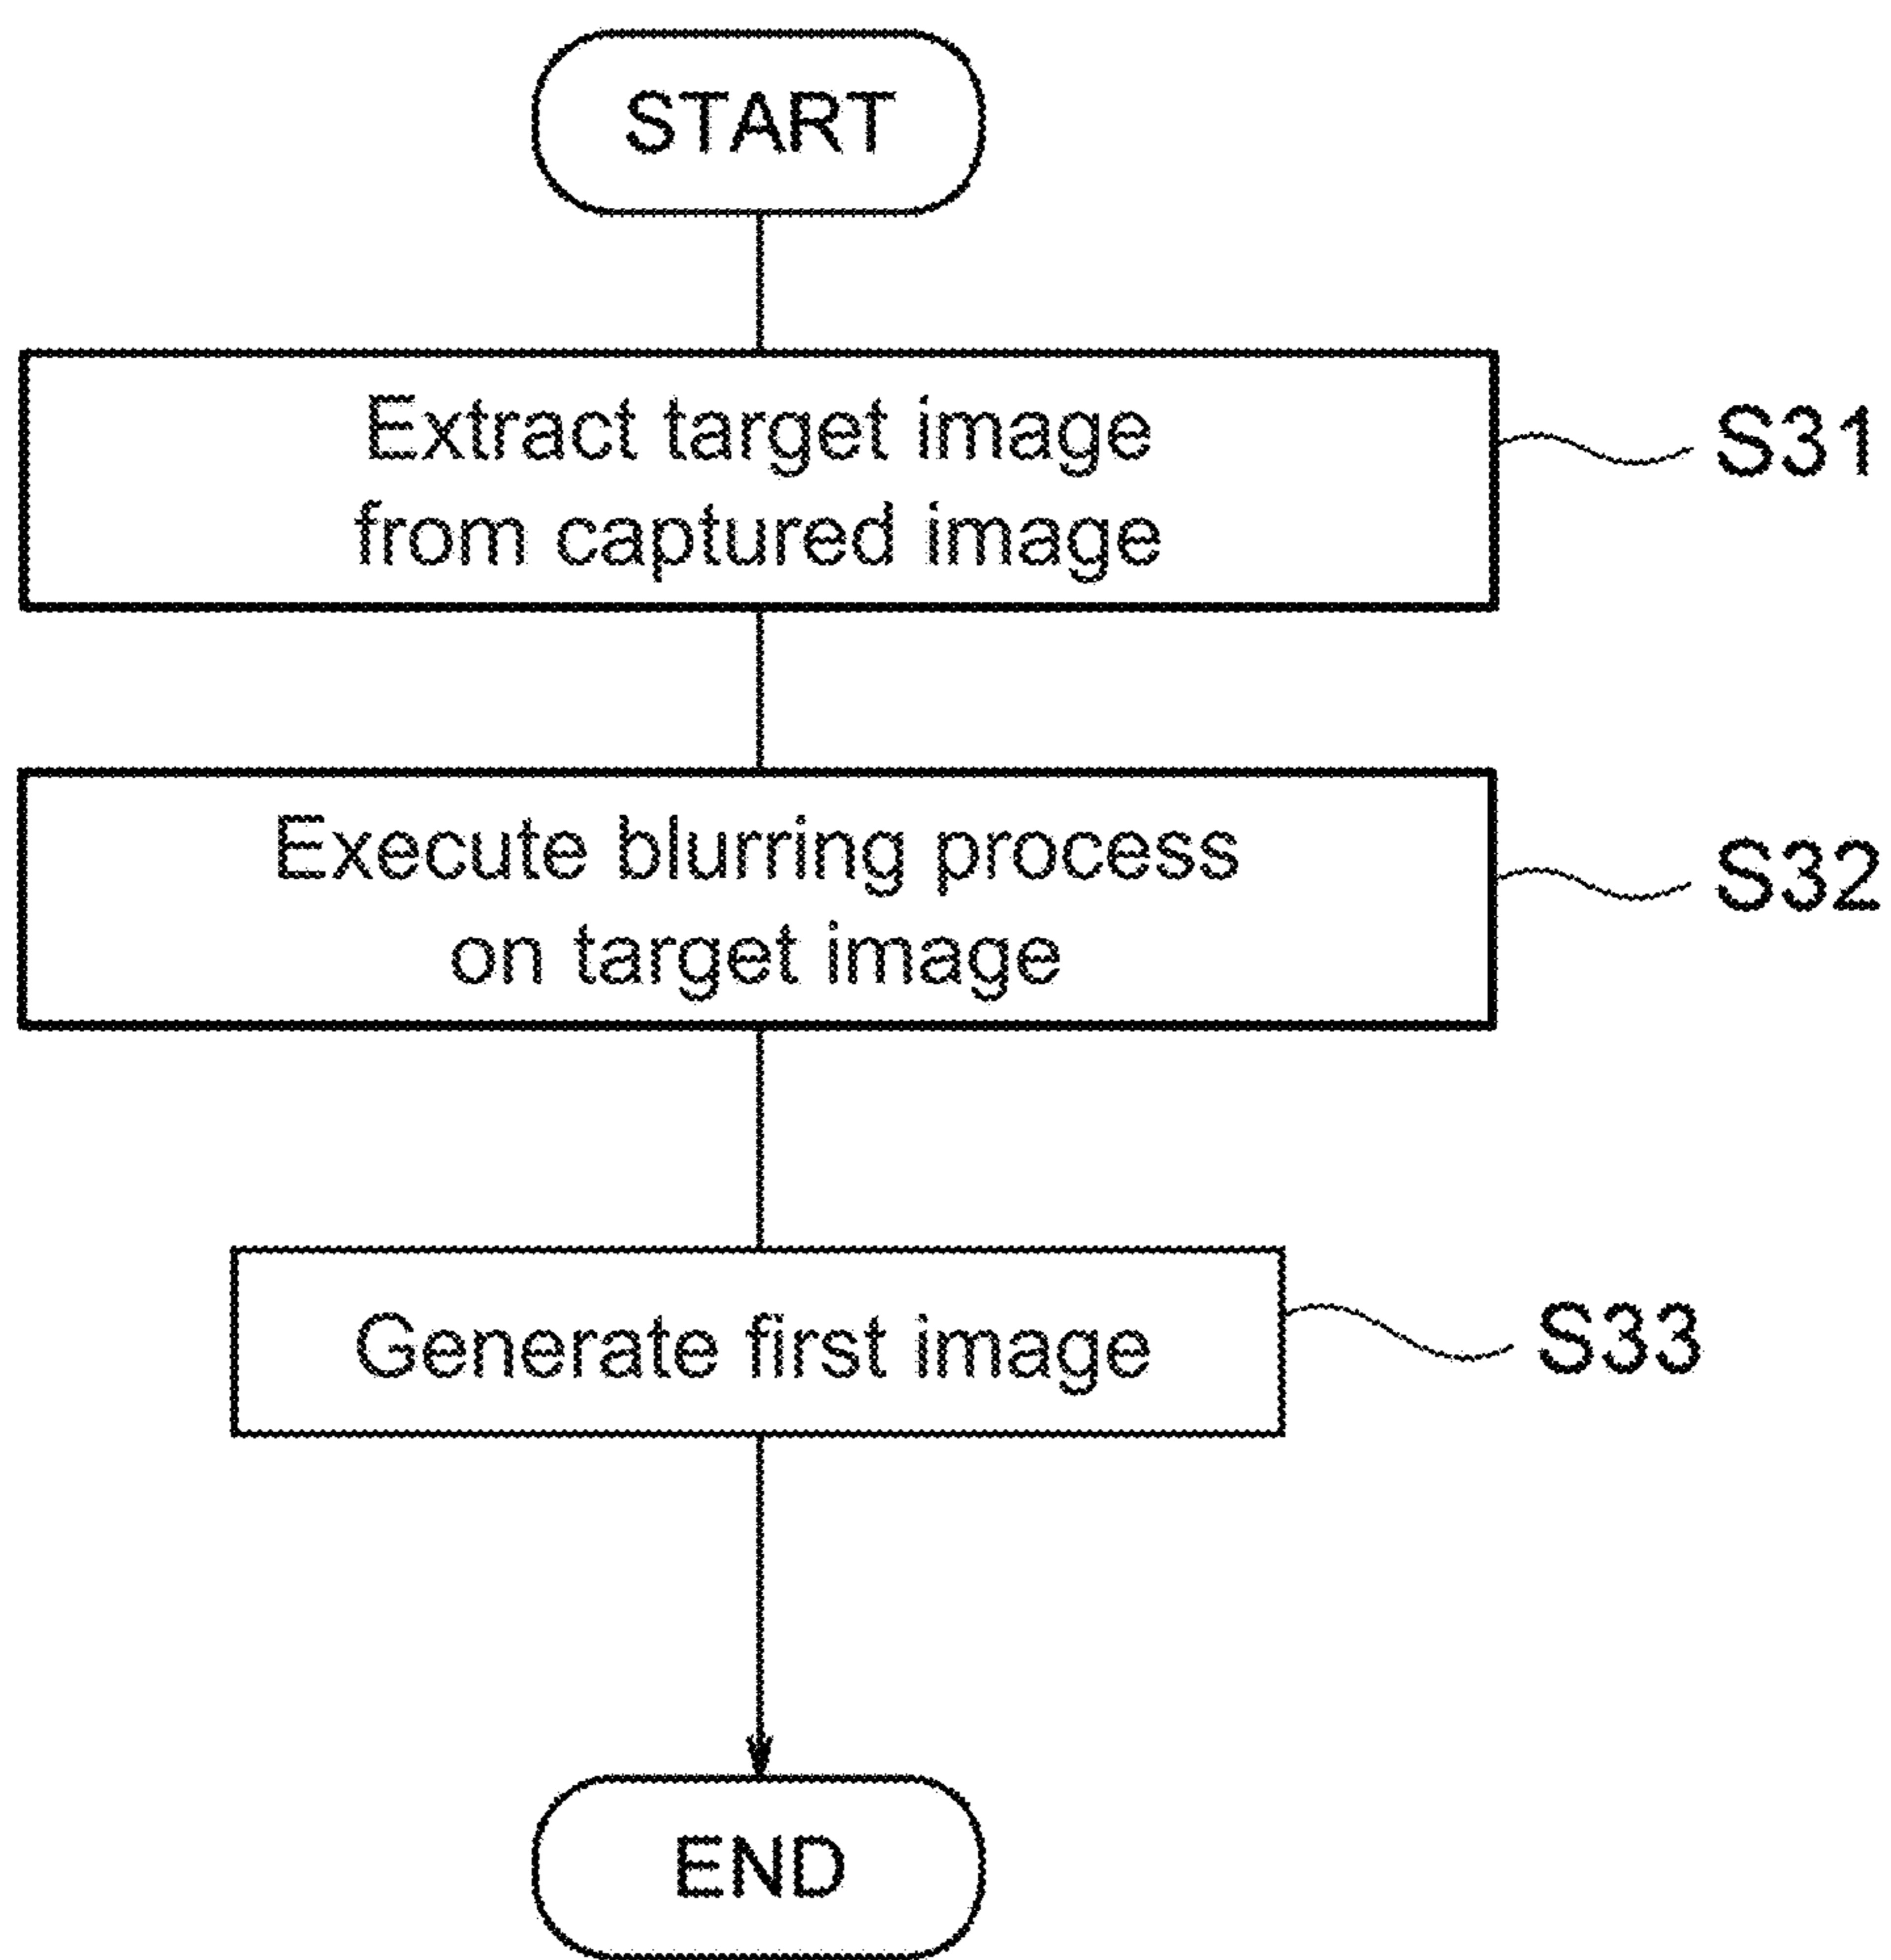 START
Extract target image
from captured image
S31
Execute blurring process
on target image
S32
Generate first image
S33
END